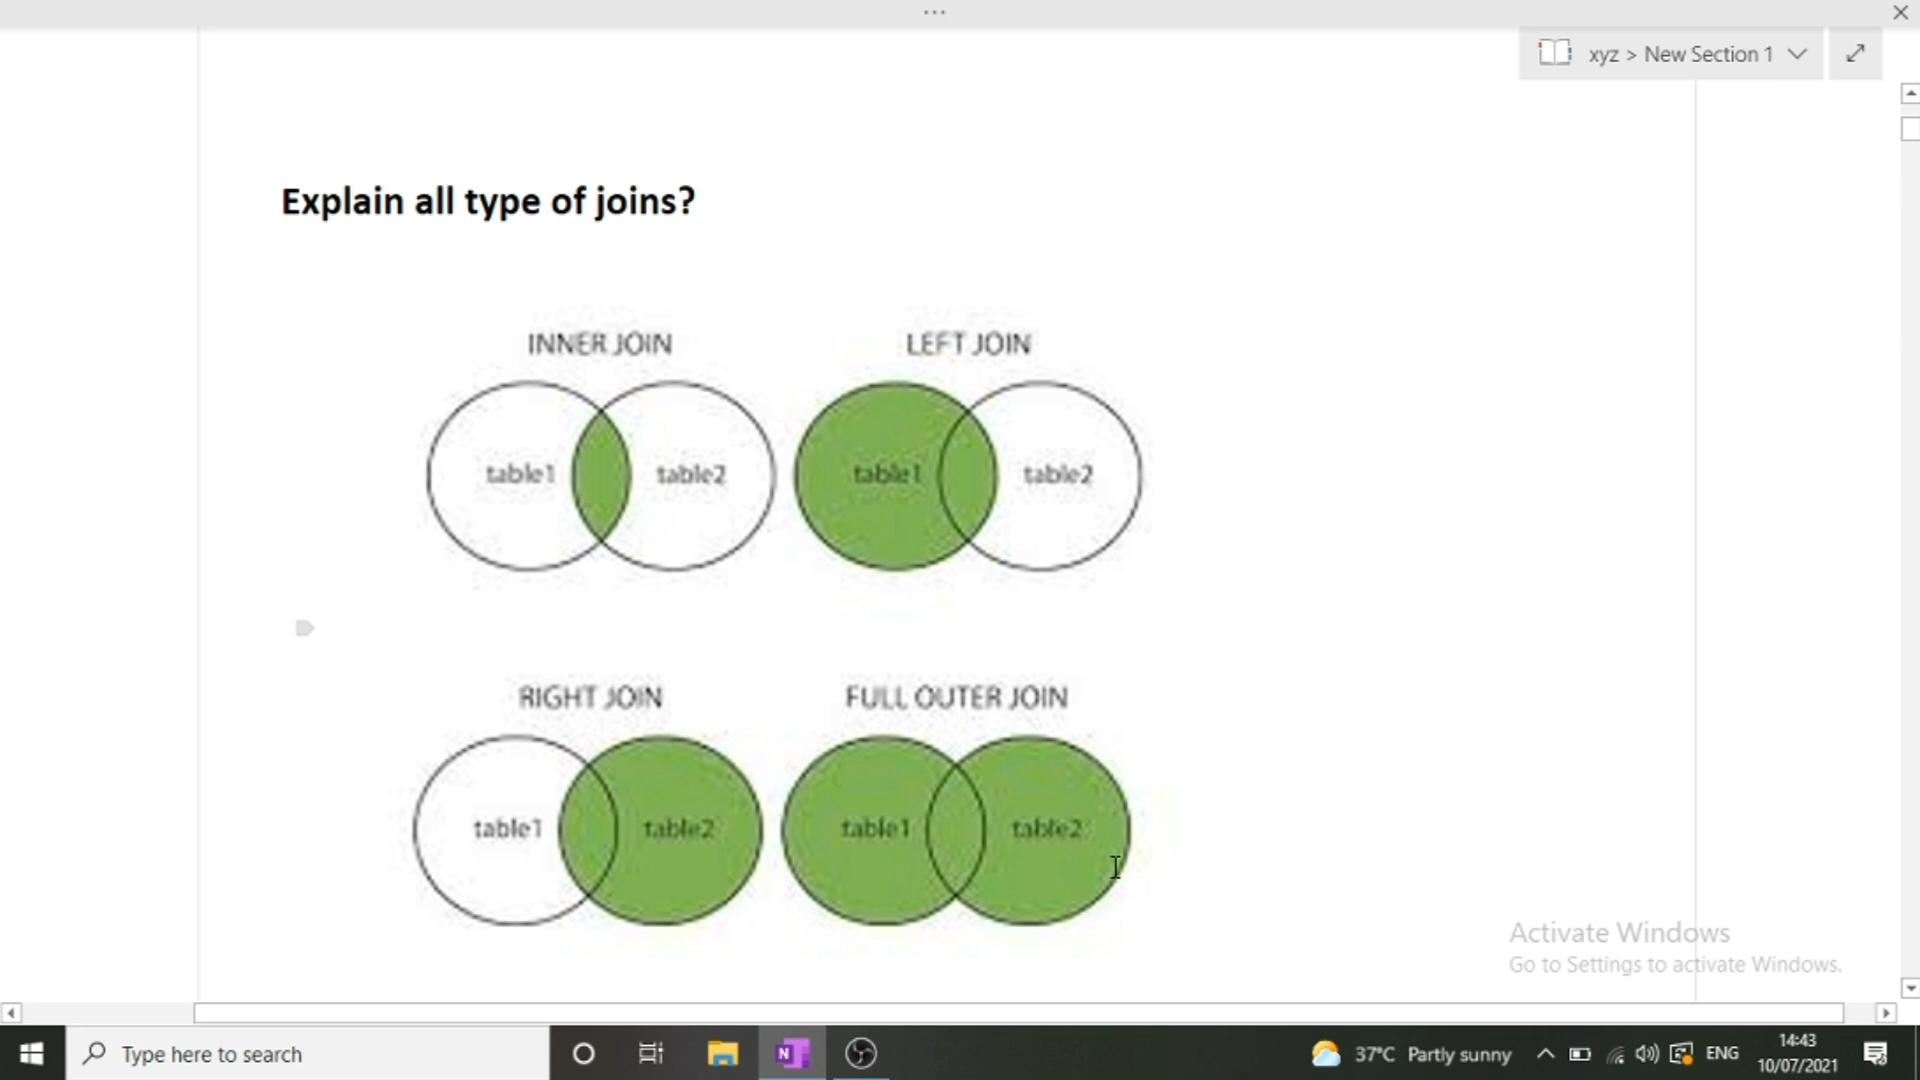 xyz > New Section 1
Explain all type of joins?
INNER JOIN
LEFT JOIN
table1
table2
table1
table2
RIGHT JOIN
FULL OUTER JOIN
table1
table2
table1
table2
Activate Windows
Go to Settings to activate Windows.
Type here to search
N
37°C Partly sunny
ENG
14:43
10/07/2021